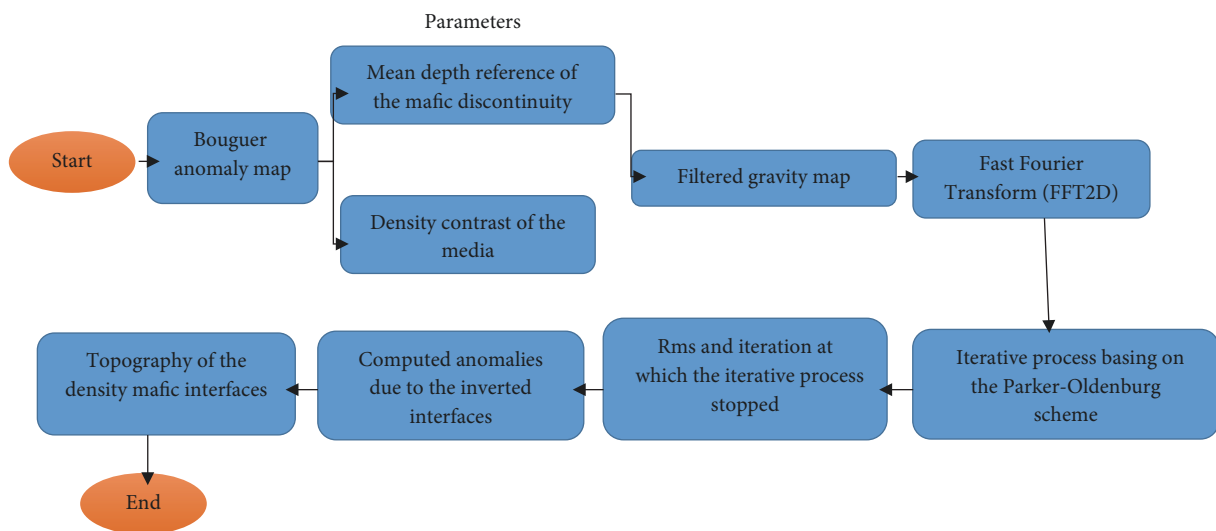 Parameters
Start
Bouguer
anomaly map
Mean depth reference of
the mafic discontinuity
Density contrast of the
media
Filtered gravity map
Fast Fourier
Transform (FFT2D)
Iterative process basing on
the Parker-Oldenburg
scheme
Rms and iteration at
which the iterative process
stopped
Computed anomalies
due to the inverted
interfaces
Topography of the
density mafic interfaces
End